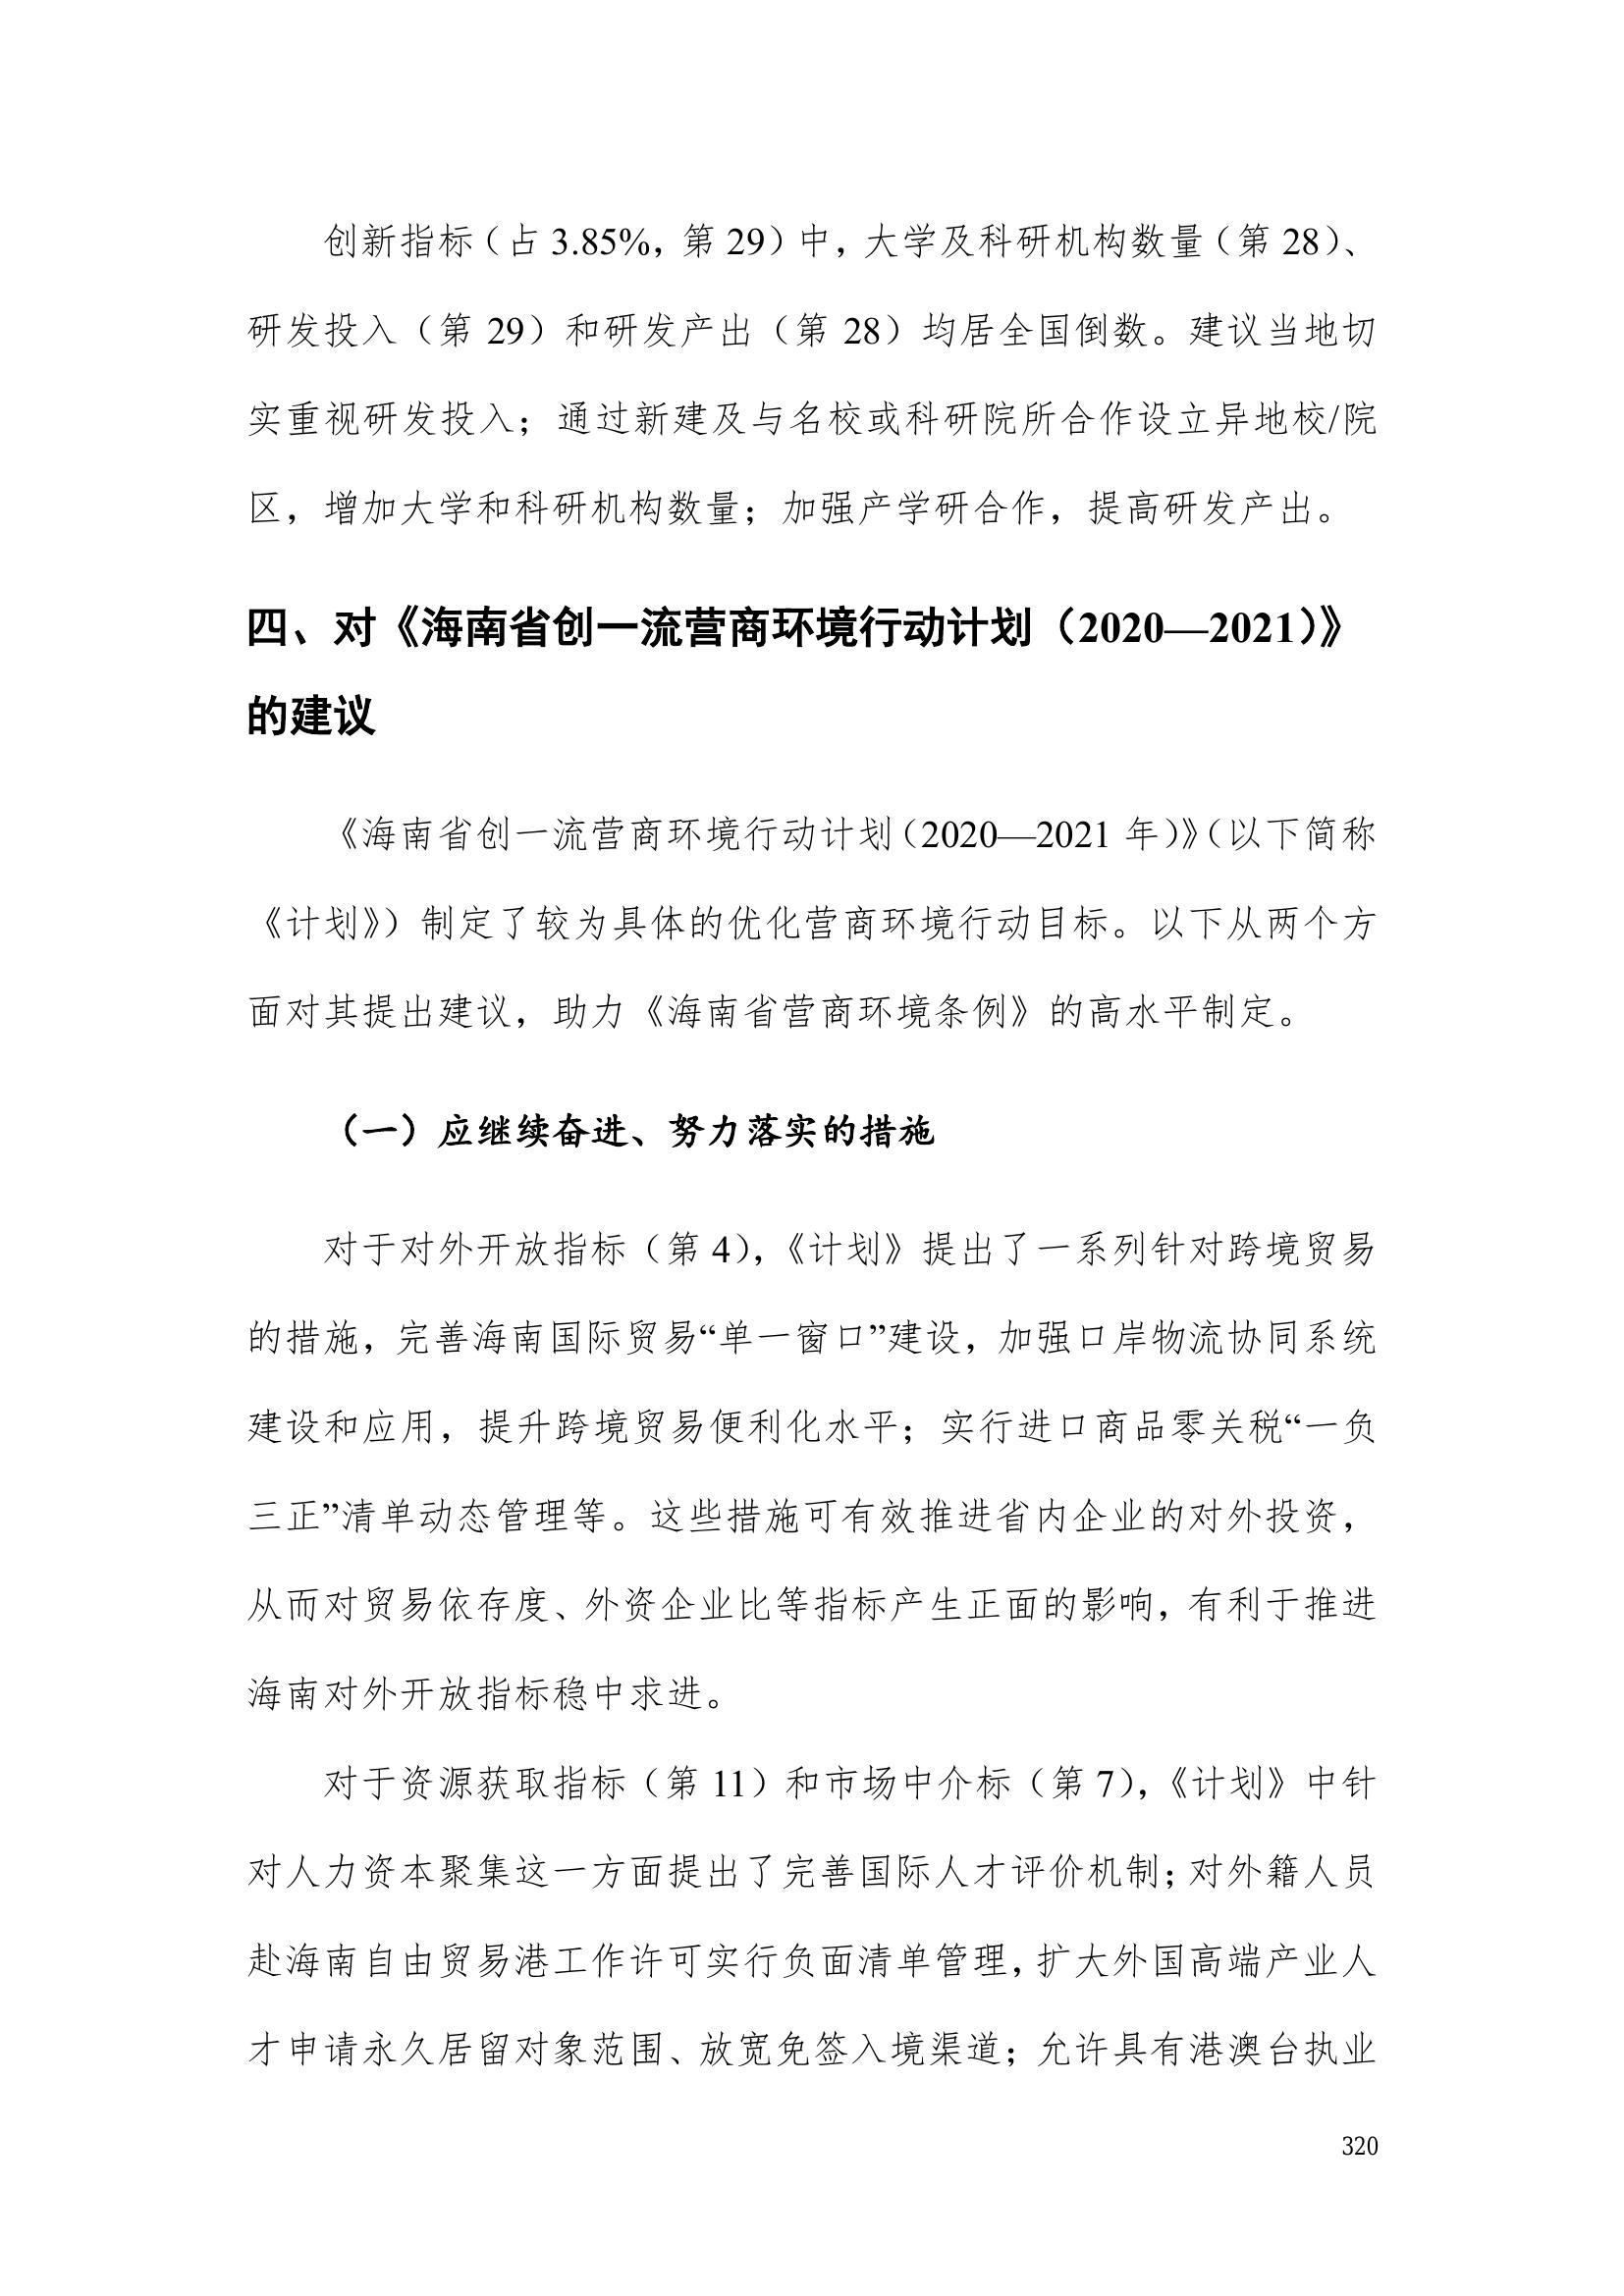 创新指标（占 3.85%，第 29）中，大学及科研机构数量（第 28）、
研发投入（第 29）和研发产出（第 28）均居全国倒数。建议当地切
实重视研发投入；通过新建及与名校或科研院所合作设立异地校/院
区，增加大学和科研机构数量；加强产学研合作，提高研发产出。
四、对《海南省创一流营商环境行动计划（2020—2021）》
的建议
《海南省创一流营商环境行动计划（2020—2021 年）》（以下简称
《计划》）制定了较为具体的优化营商环境行动目标。以下从两个方
面对其提出建议，助力《海南省营商环境条例》的高水平制定。
（一）应继续奋进、努力落实的措施
对于对外开放指标（第 4），《计划》提出了一系列针对跨境贸易
的措施，完善海南国际贸易“单一窗口”建设，加强口岸物流协同系统
建设和应用，提升跨境贸易便利化水平；实行进口商品零关税“一负
三正”清单动态管理等。这些措施可有效推进省内企业的对外投资，
从而对贸易依存度、外资企业比等指标产生正面的影响，有利于推进
海南对外开放指标稳中求进。
对于资源获取指标（第 11）和市场中介标（第 7），《计划》中针
对人力资本聚集这一方面提出了完善国际人才评价机制；对外籍人员
赴海南自由贸易港工作许可实行负面清单管理，扩大外国高端产业人
才申请永久居留对象范围、放宽免签入境渠道；允许具有港澳台执业
320